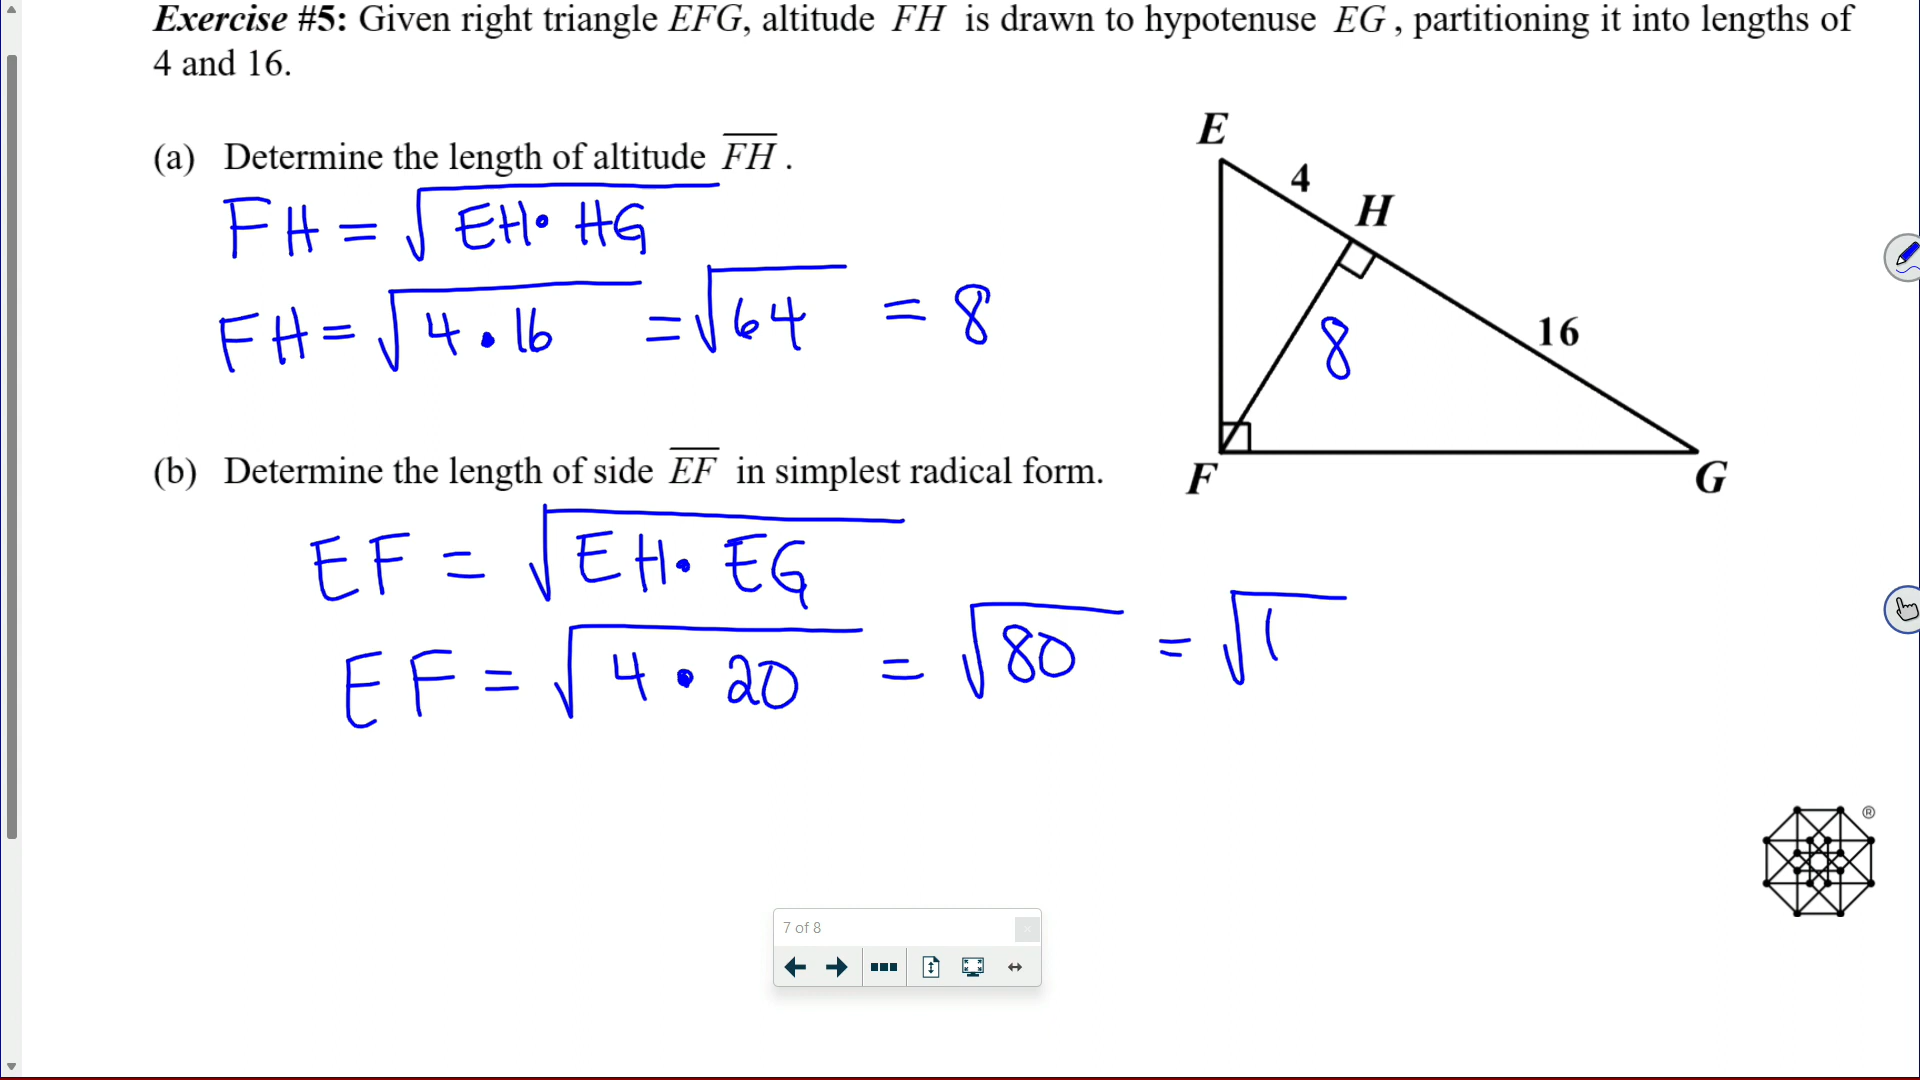 Exercise #5: Given right triangle EFG, altitude FH is drawn to hypotenuse EG, partitioning it into lengths of
4 and 16.
(a) Determine the length of altitude F̅H̅.
FH = √EH · HG
FH = √4 · 16 = √64 = 8
E
4
H
16
8
F
G
(b) Determine the length of side E̅F̅ in simplest radical form.
EF = √EH · EG
EF = √4 · 20 = √80 = √1
®
7 of 8